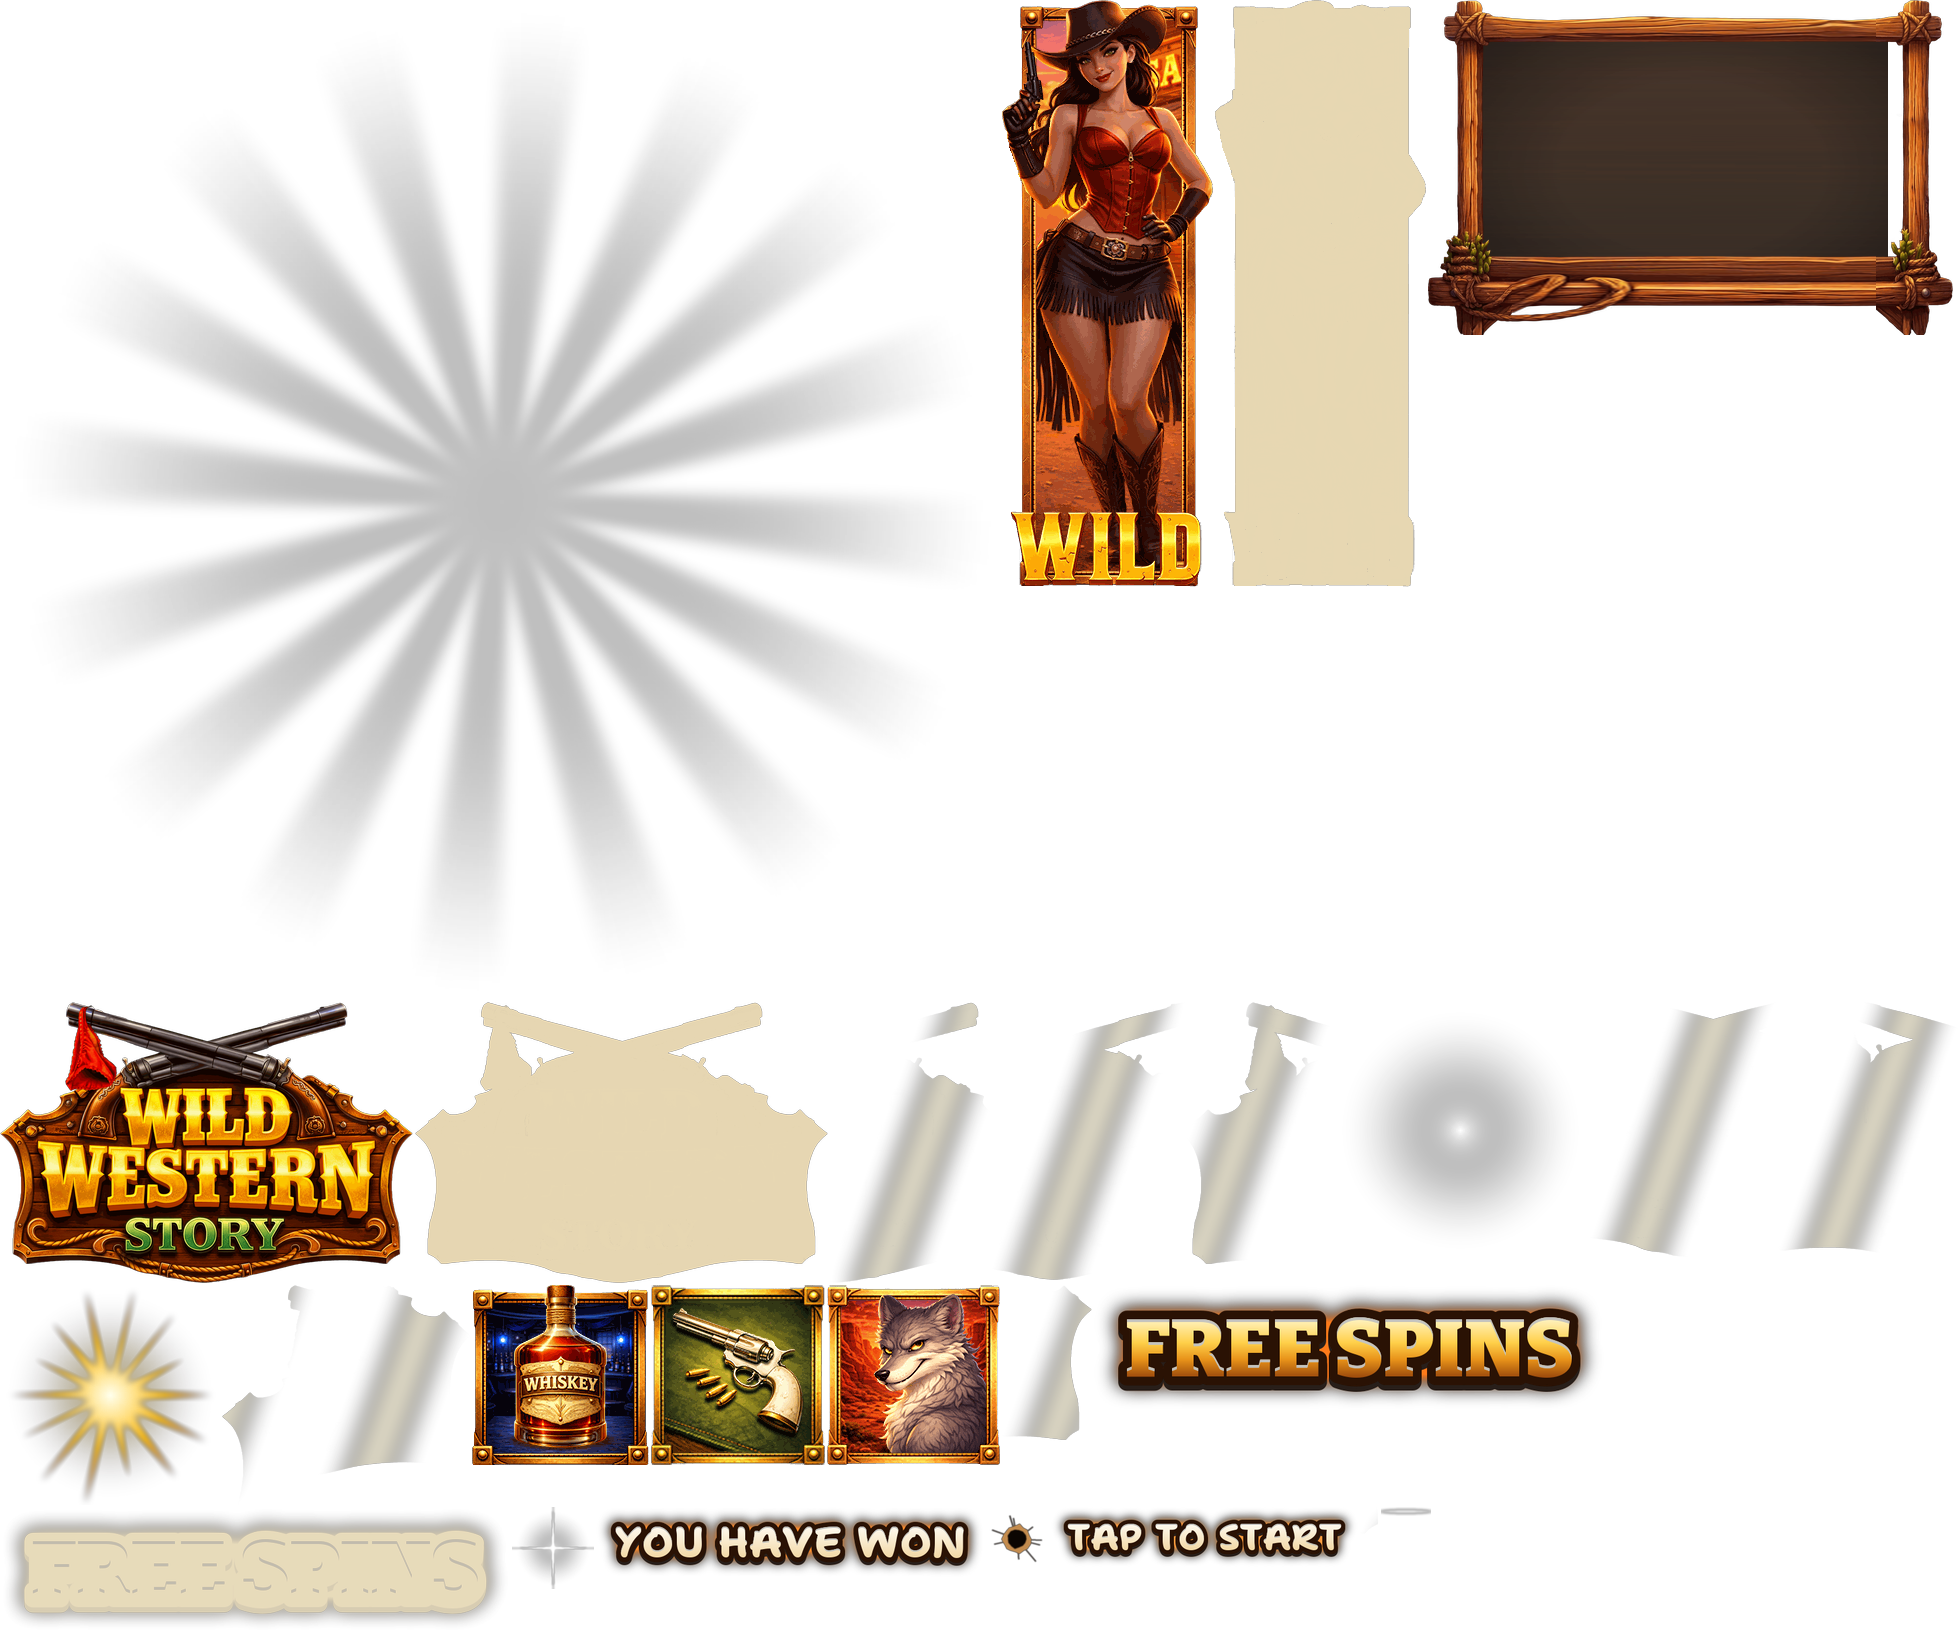 WILD
WILD
WESTERN
STORY
WHISKEY
FREE SPINS
FREE SPINS
YOU HAVE WON
TAP TO START